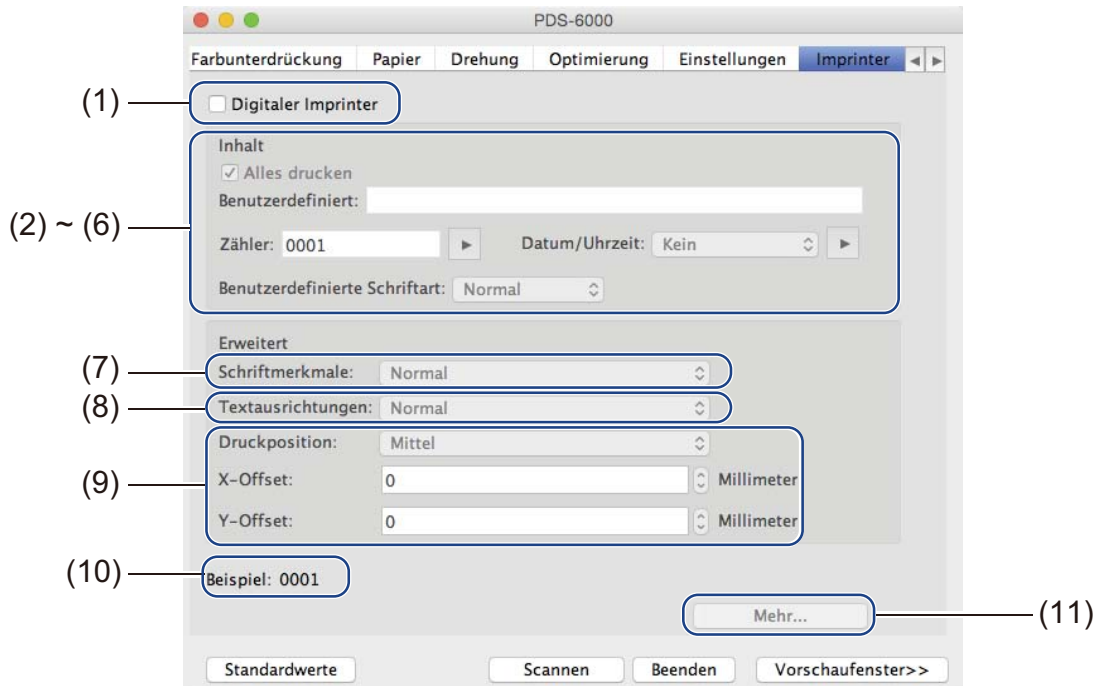 PDS-6000
Farbunterdrückung Papier Drehung Optimierung Einstellungen Imprinter
(1) Digitaler Imprinter
Inhalt
Alles drucken
Benutzerdefiniert:
(2) ~ (6)
Zähler: 0001 Datum/Uhrzeit: Kein
Benutzerdefinierte Schriftart: Normal
Erweitert
(7) Schriftmerkmale: Normal
(8) Textausrichtungen: Normal
Druckposition: Mittel
(9) X-Offset: 0 Millimeter
Y-Offset: 0 Millimeter
(10) Beispiel: 0001
Mehr... (11)
Standardwerte Scannen Beenden Vorschaufenster>>